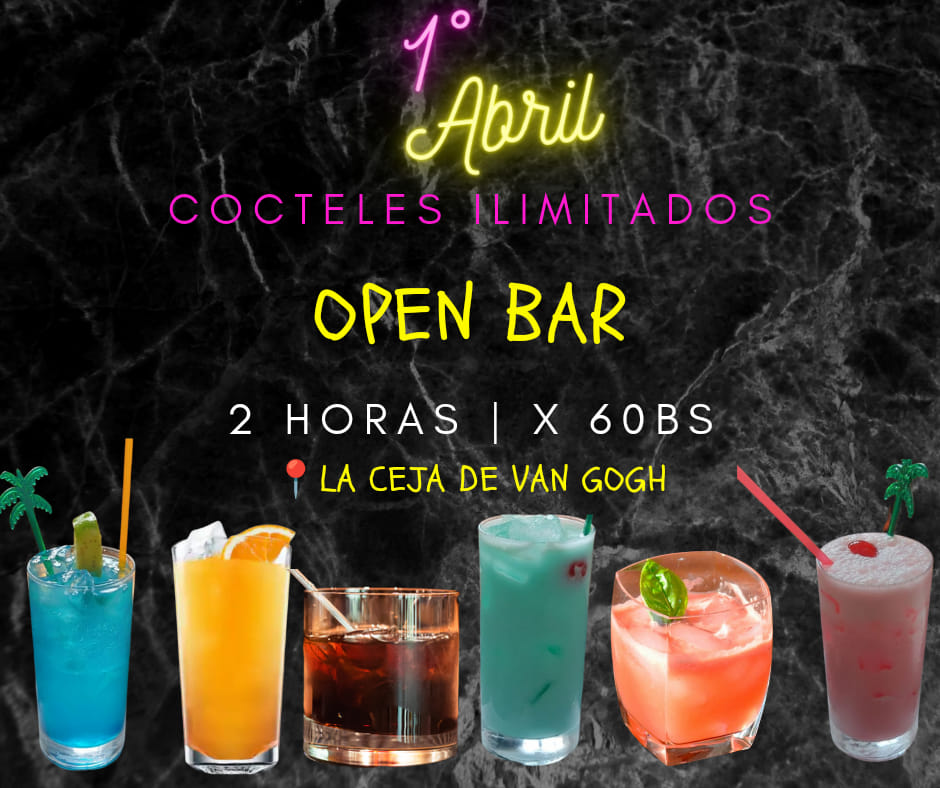 1°
Abril
COCTELES ILIMITADOS
OPEN BAR
2 HORAS | X 60BS
LA CEJA DE VAN GOGH